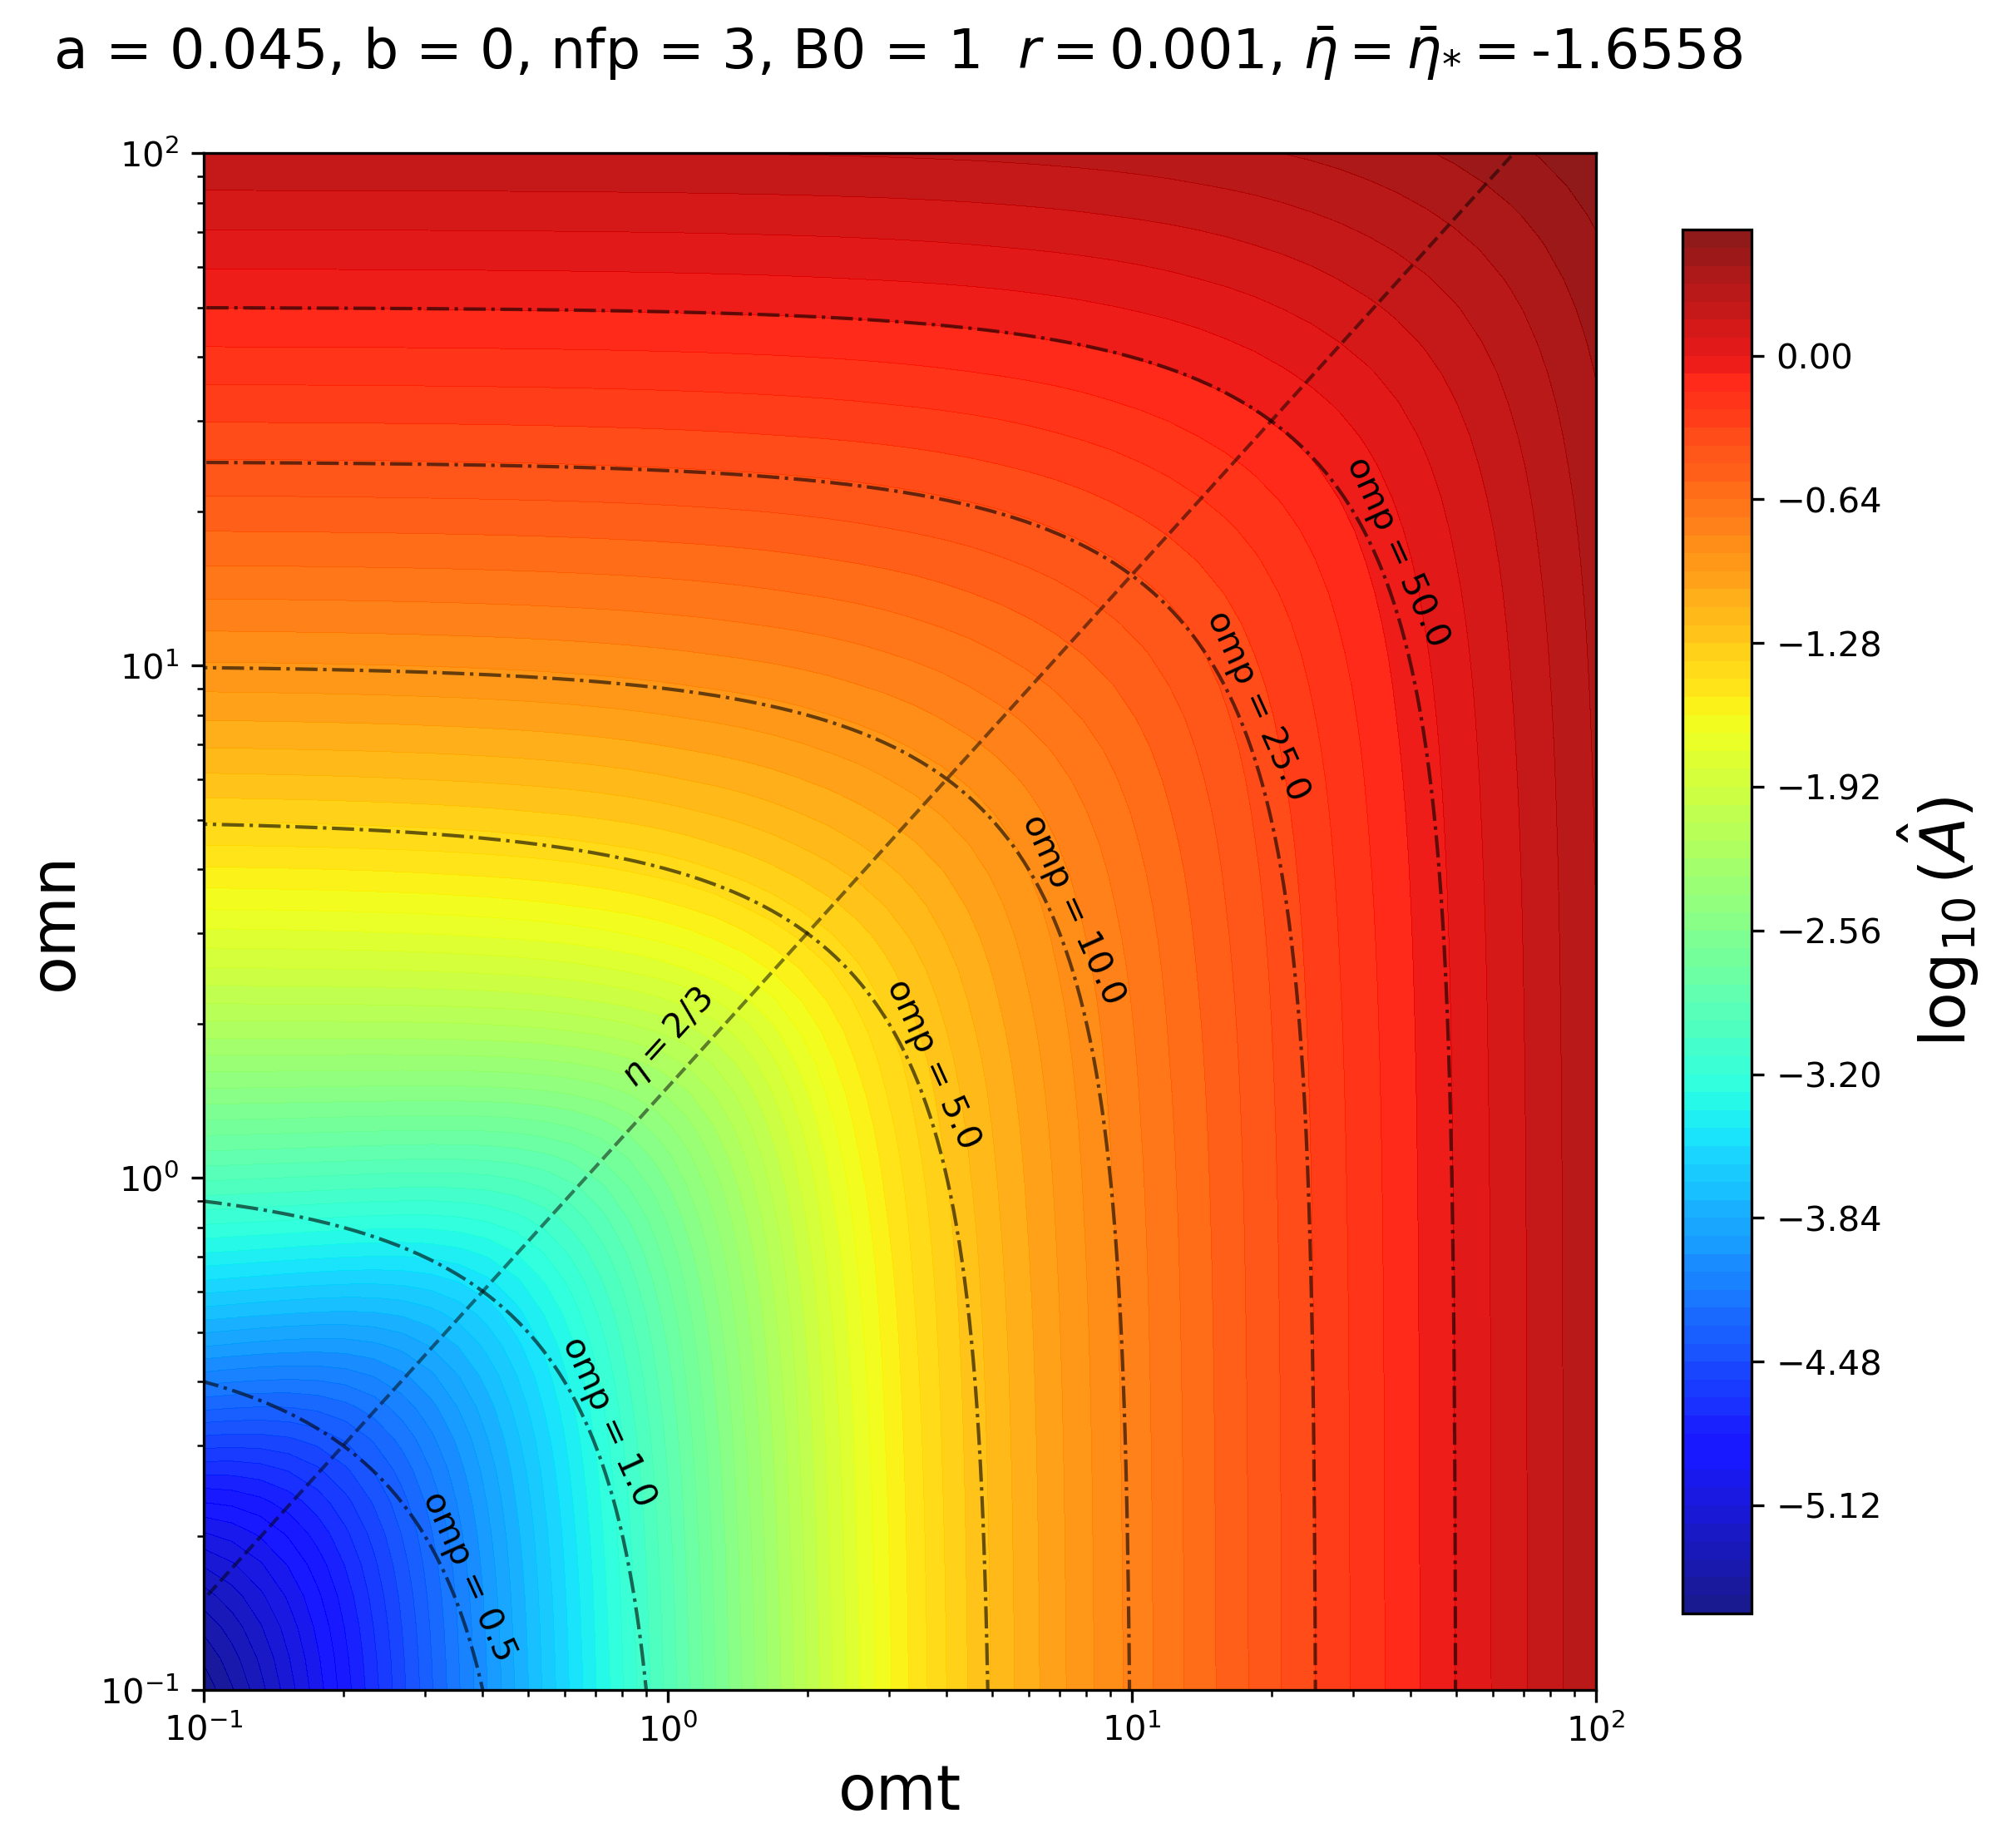 a = 0.045, b = 0, nfp = 3, B0 = 1 r = 0.001, η̄ = η̄* = -1.6558
10²
10¹
10⁰
10⁻¹
omn
10⁻¹
10⁰
10¹
10²
omt
η = 2/3
omp = 50.0
omp = 25.0
omp = 10.0
omp = 5.0
omp = 1.0
omp = 0.5
0.00
−0.64
−1.28
−1.92
−2.56
−3.20
−3.84
−4.48
−5.12
log₁₀ (Â)